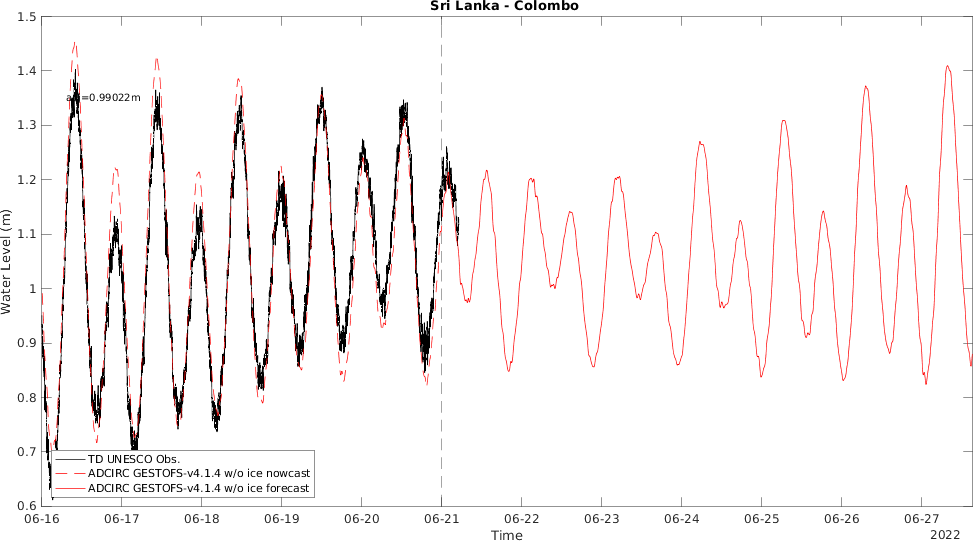 Sri Lanka - Colombo
1.5
1.4
1.3
1.2
1.1
1
0.9
0.8
0.7
0.6
Water Level (m)
=0.99022m
TD UNESCO Obs.
ADCIRC GESTOFS-v4.1.4 w/o ice nowcast
ADCIRC GESTOFS-v4.1.4 w/o ice forecast
06-16 06-17 06-18 06-19 06-20 06-21 06-22 06-23 06-24 06-25 06-26 06-27
2022
Time